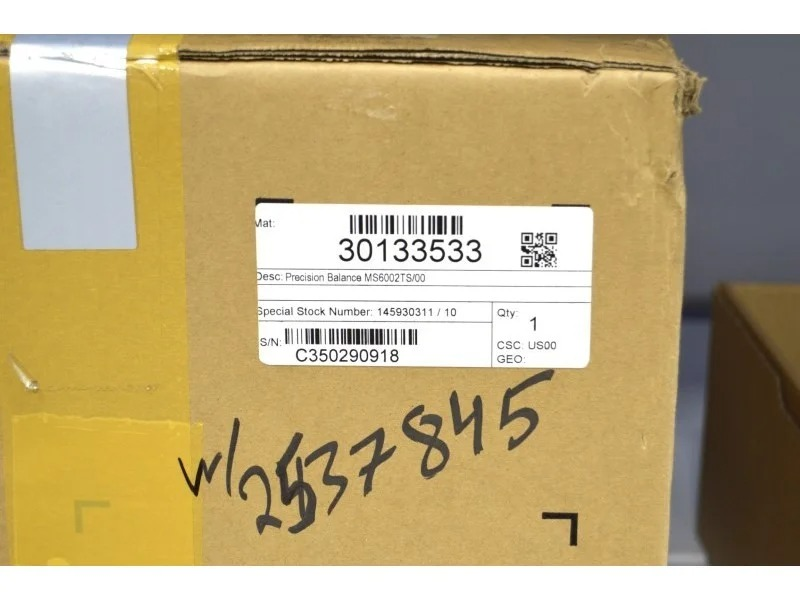 Mat:
30133533
Desc: Precision Balance MS6002TS/00
Special Stock Number: 145930311 / 10
Qty: 1
S/N: C350290918
CSC: US00
GEO:
w/